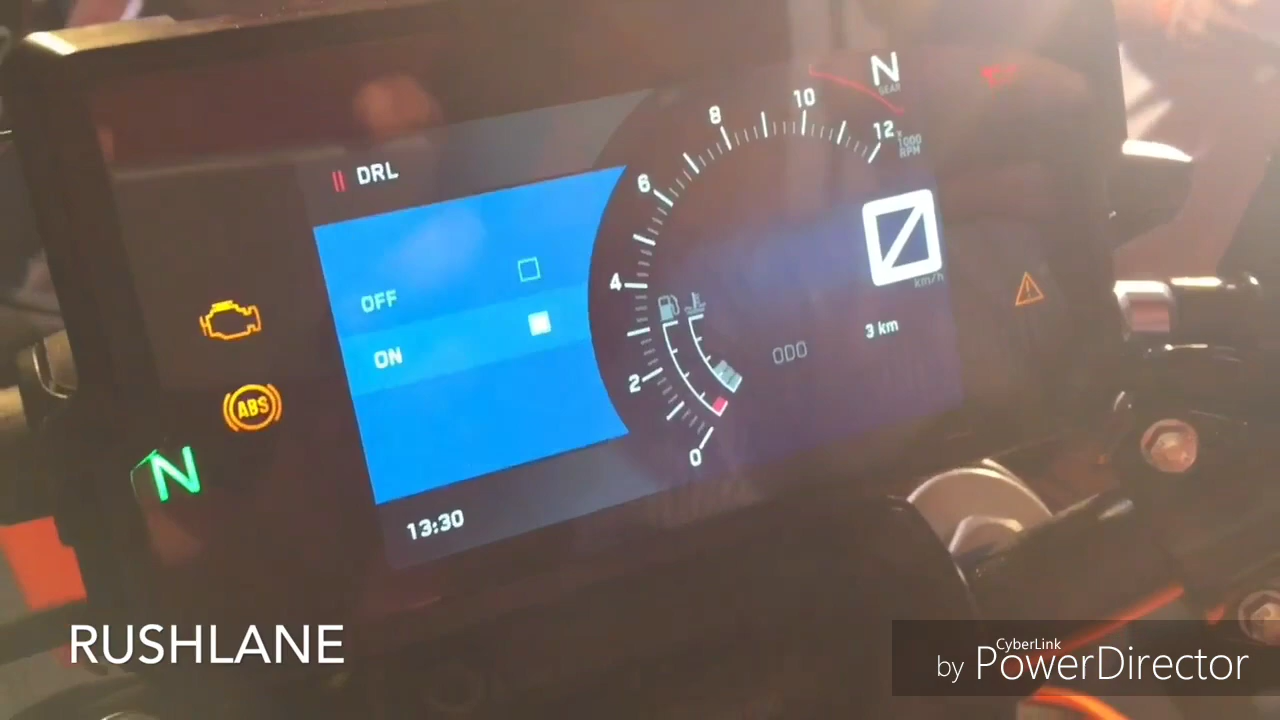 N
GEAR
8
10
12
x
1000
RPM
DRL
6
OFF
4
km/h
ON
3 km
ODO
2
ABS
N
0
13:30
RUSHLANE
CyberLink
by PowerDirector